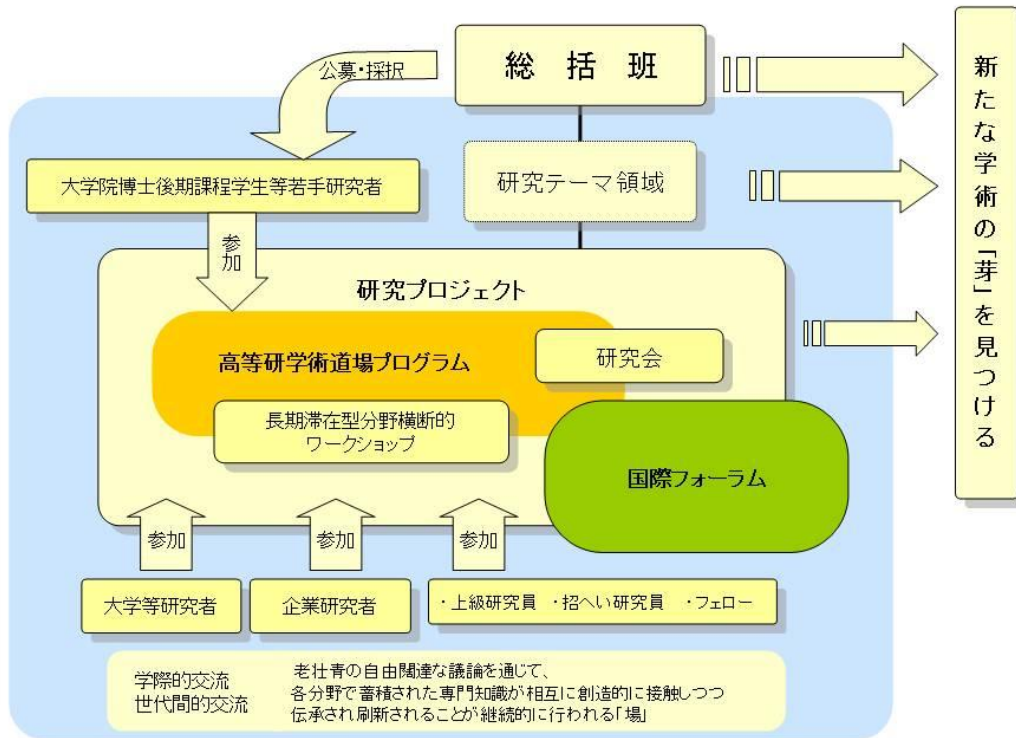 総 括 班
公募・採択
大学院博士後期課程学生等若手研究者
研究テーマ領域
参加
研究プロジェクト
高等研学術道場プログラム
研究会
長期滞在型分野横断的
ワークショップ
国際フォーラム
参加
参加
参加
大学等研究者
企業研究者
・上級研究員 ・招へい研究員 ・フェロー
学際的交流
世代間的交流
老壮青の自由闊達な議論を通じて、
各分野で蓄積された専門知識が相互に創造的に接触しつつ
伝承され刷新されることが継続的に行われる「場」
新たな学術の「芽」を見つける